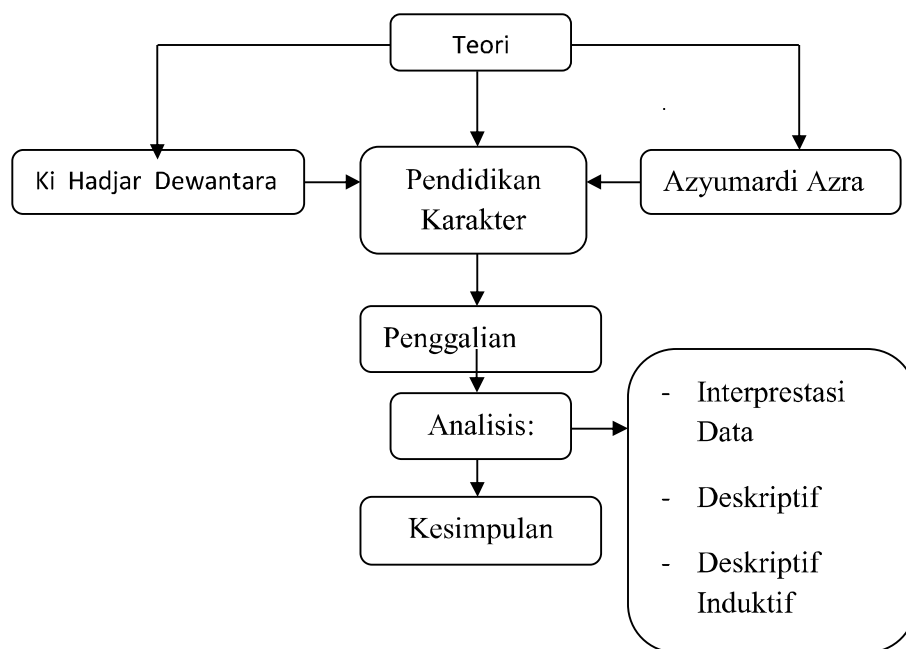 Teori
Ki Hadjar Dewantara
Pendidikan
Karakter
Azyumardi Azra
Penggalian
Analisis:
Kesimpulan
- Interprestasi
Data
- Deskriptif
- Deskriptif
Induktif